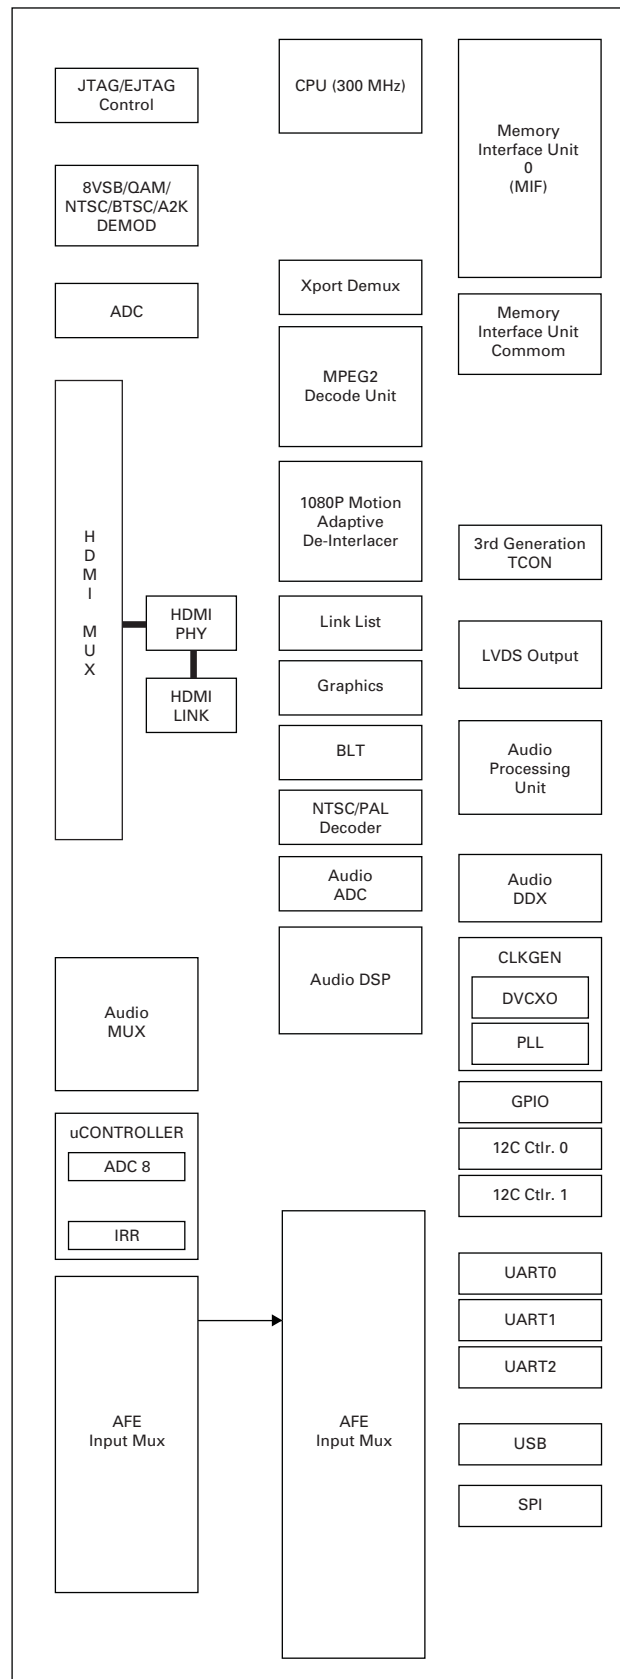 JTAG/EJTAG
Control
8VSB/QAM/
NTSC/BTSC/A2K
DEMOD
ADC
HDMI MUX
HDMI
PHY
HDMI
LINK
Audio
MUX
uCONTROLLER
ADC 8
IRR
AFE
Input Mux
CPU (300 MHz)
Xport Demux
MPEG2
Decode Unit
1080P Motion
Adaptive
De-Interlacer
Link List
Graphics
BLT
NTSC/PAL
Decoder
Audio
ADC
Audio DSP
AFE
Input Mux
Memory
Interface Unit
0
(MIF)
Memory
Interface Unit
Commom
3rd Generation
TCON
LVDS Output
Audio
Processing
Unit
Audio
DDX
CLKGEN
DVCXO
PLL
GPIO
12C Ctlr. 0
12C Ctlr. 1
UART0
UART1
UART2
USB
SPI